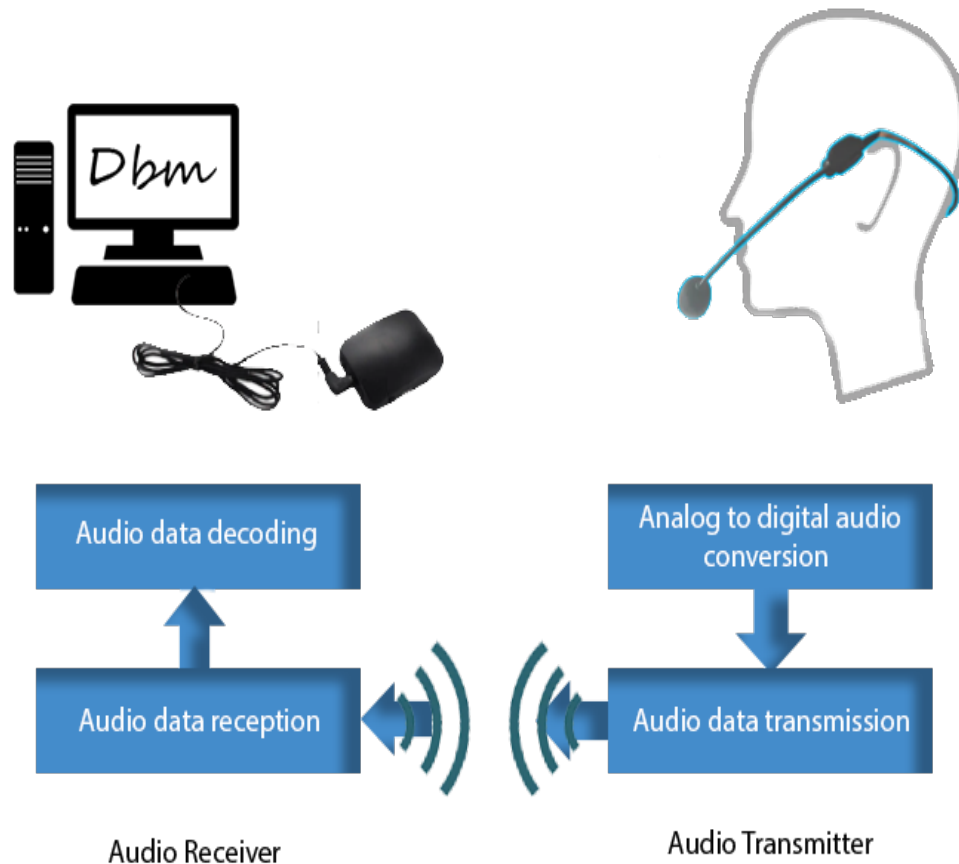 Dbm
Audio data decoding
Analog to digital audio
conversion
Audio data reception
Audio data transmission
Audio Receiver
Audio Transmitter